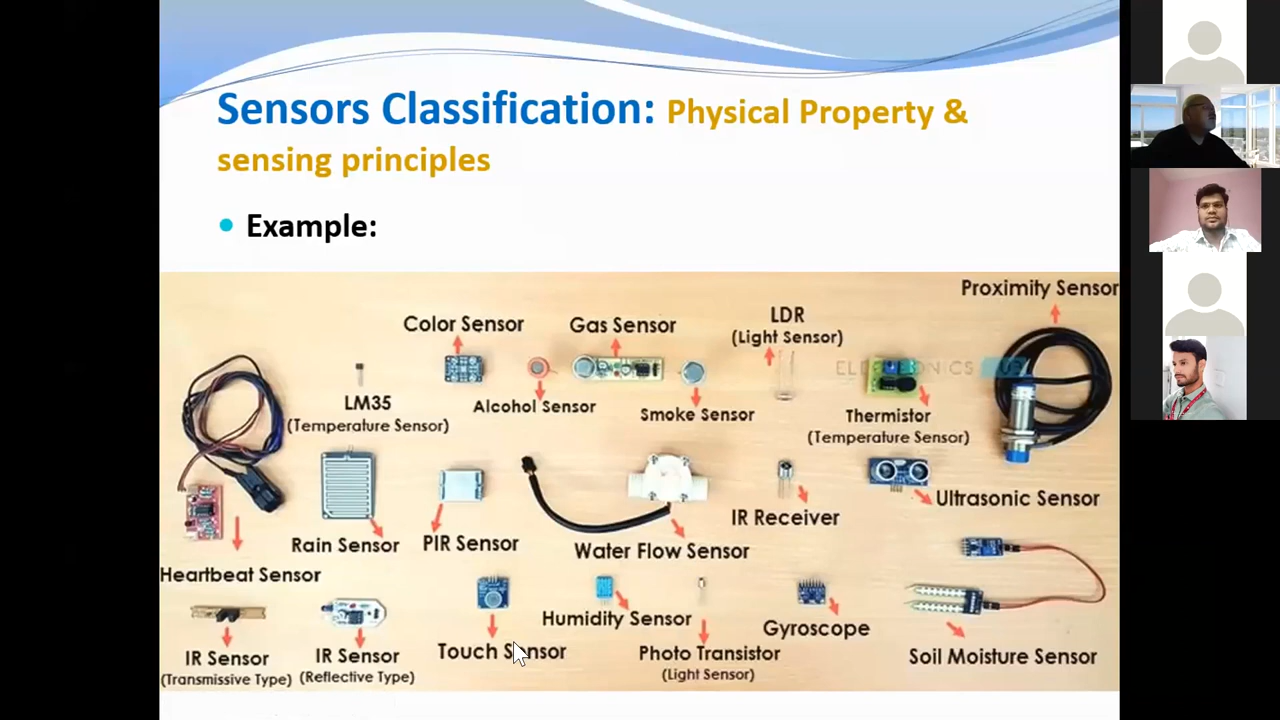 Sensors Classification: Physical Property &
sensing principles
Example:
Proximity Sensor
Color Sensor
Gas Sensor
LDR
(Light Sensor)
LM35
(Temperature Sensor)
Alcohol Sensor
Smoke Sensor
Thermistor
(Temperature Sensor)
Rain Sensor
PIR Sensor
Water Flow Sensor
IR Receiver
Ultrasonic Sensor
Heartbeat Sensor
IR Sensor
(Transmissive Type)
IR Sensor
(Reflective Type)
Touch Sensor
Humidity Sensor
Photo Transistor
(Light Sensor)
Gyroscope
Soil Moisture Sensor